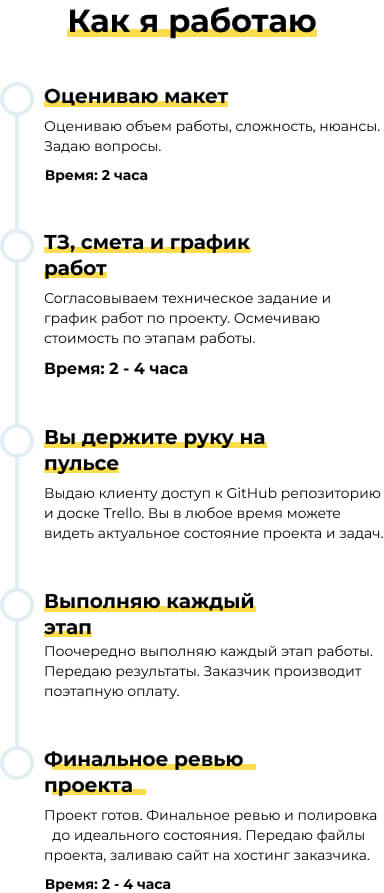 Как я работаю
Оцениваю макет
Оцениваю объем работы, сложность, нюансы.
Задаю вопросы.
Время: 2 часа
ТЗ, смета и график
работ
Согласовываем техническое задание и
график работ по проекту. Осмечиваю
стоимость по этапам работы.
Время: 2 - 4 часа
Вы держите руку на
пульсе
Выдаю клиенту доступ к GitHub репозиторию
и доске Trello. Вы в любое время можете
видеть актуальное состояние проекта и задач.
Выполняю каждый
этап
Поочередно выполняю каждый этап работы.
Передаю результаты. Заказчик производит
поэтапную оплату.
Финальное ревью
проекта
Проект готов. Финальное ревью и полировка
до идеального состояния. Передаю файлы
проекта, заливаю сайт на хостинг заказчика.
Время: 2 - 4 часа